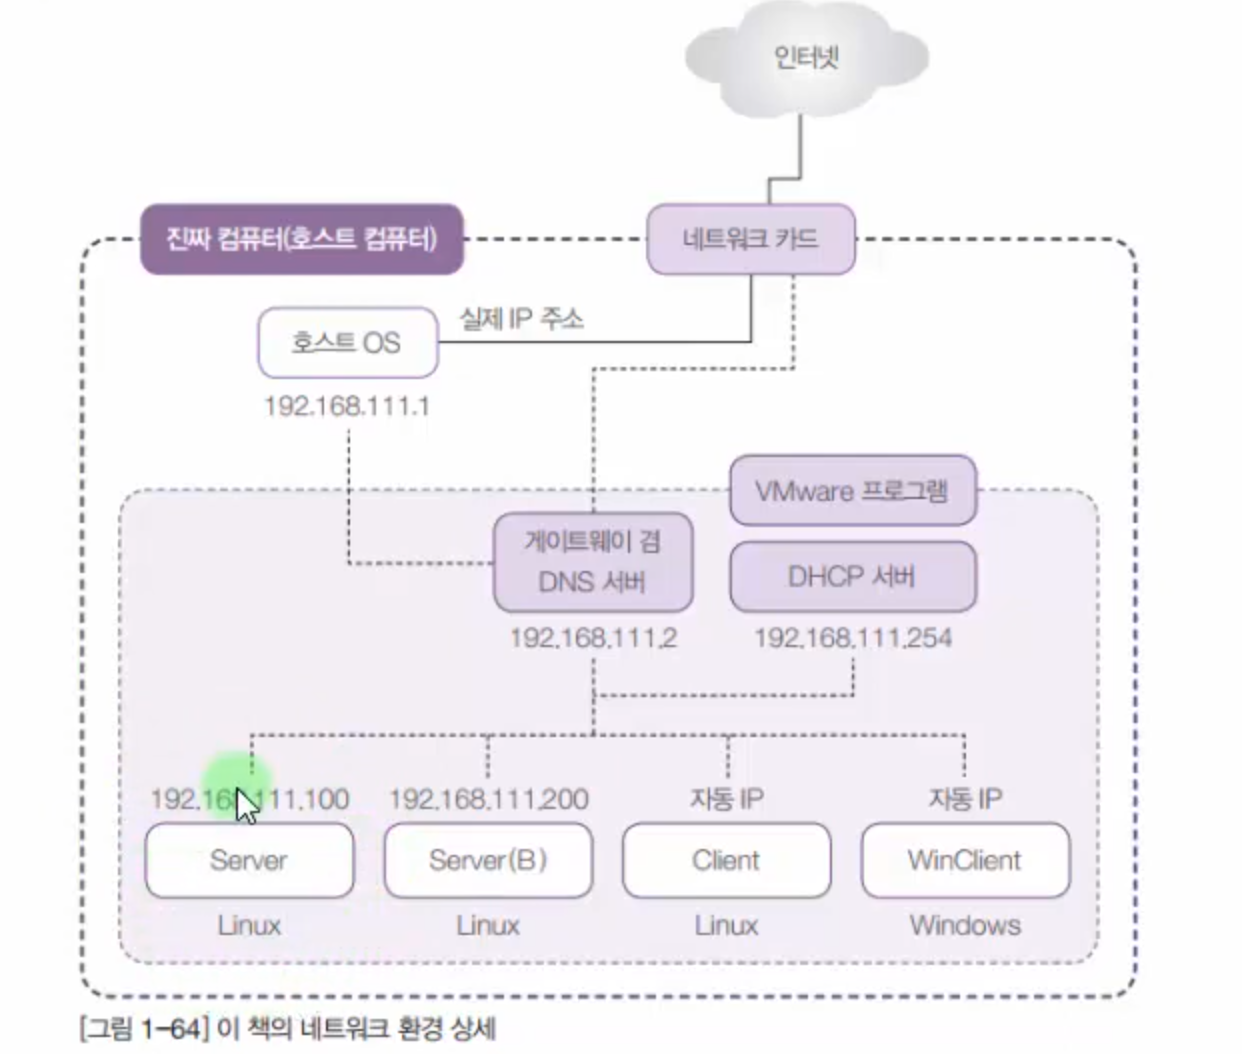 인터넷
진짜 컴퓨터(호스트 컴퓨터)
네트워크 카드
실제 IP 주소
호스트 OS
192.168.111.1
VMware 프로그램
게이트웨이 겸
DNS 서버
DHCP 서버
192.168.111.2
192.168.111.254
192.168.111.100
192.168.111.200
자동 IP
자동 IP
Server
Server(B)
Client
WinClient
Linux
Linux
Linux
Windows
[그림 1-64] 이 책의 네트워크 환경 상세